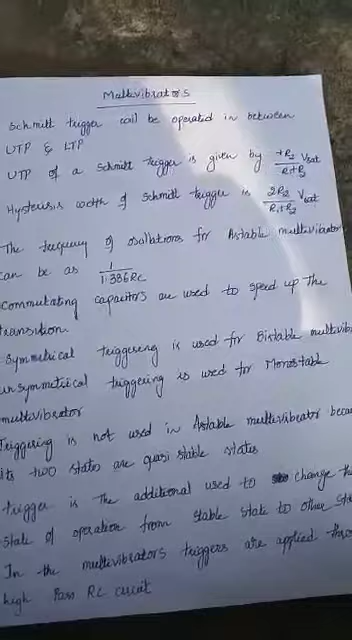 Multivibrators
Schmitt trigger will be operated in between
UTP & LTP
UTP of a Schmitt trigger is given by +R2/R1+R2 Vsat
Hysterisis width of Schmitt trigger is 2R2/R1+R2 Vsat
The frequency of osallations for Astable multivibrator
can be as 1/1.386RC
Commutating capacitors are used to speed up the
transition.
Symmetrical triggering is used for Bistable multivib
unsymmetrical triggering is used for Monostable
multivibrator
Triggering is not used in Astable multivibrator becau
its two states are quasi stable states
trigger is the additional used to change the
state of operation from stable state to other sta
In the multivibrators triggers are applied thro
high Pass RC circuit